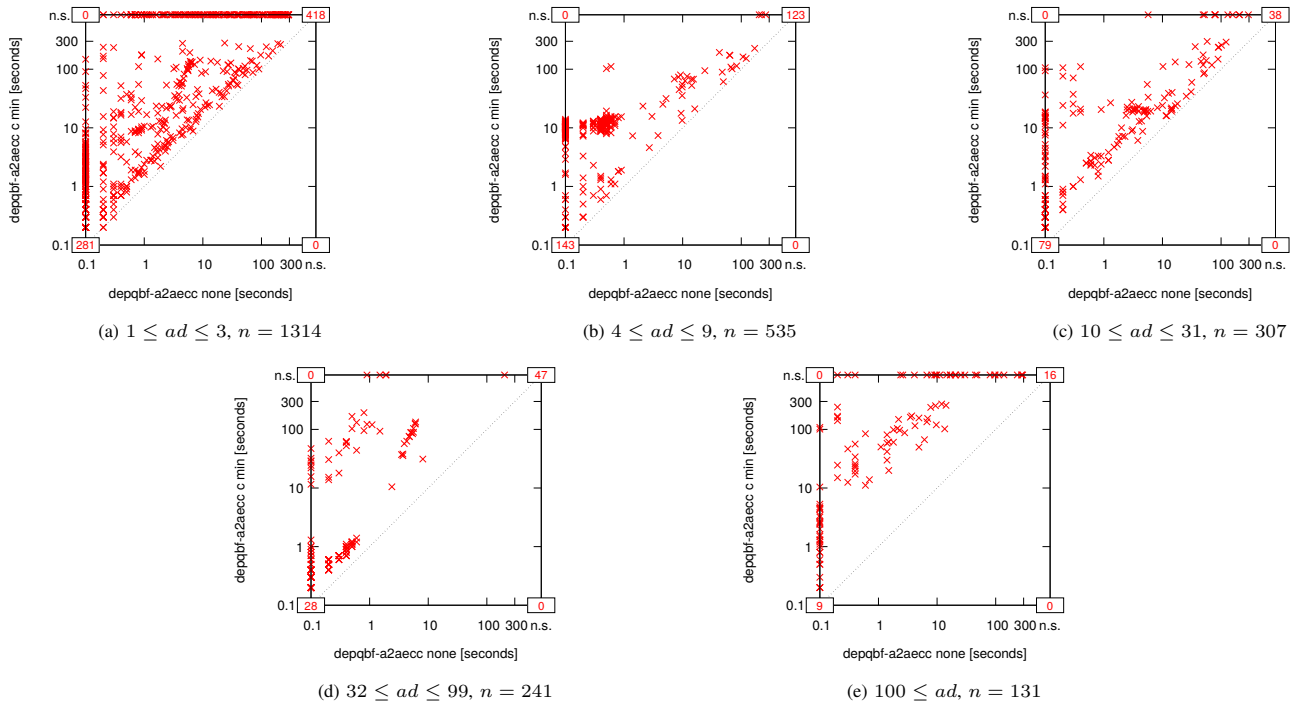 n.s.
300
100
10
1
0.1
0
418
281
0
0.1 1 10 100 300 n.s.
depqbf-a2aecc c min [seconds]
depqbf-a2aecc none [seconds]
(a) 1 ≤ ad ≤ 3, n = 1314
n.s.
300
100
10
1
0.1
0
123
143
0
0.1 1 10 100 300 n.s.
depqbf-a2aecc c min [seconds]
depqbf-a2aecc none [seconds]
(b) 4 ≤ ad ≤ 9, n = 535
n.s.
300
100
10
1
0.1
0
38
79
0
0.1 1 10 100 300 n.s.
depqbf-a2aecc c min [seconds]
depqbf-a2aecc none [seconds]
(c) 10 ≤ ad ≤ 31, n = 307
n.s.
300
100
10
1
0.1
0
47
28
0
0.1 1 10 100 300 n.s.
depqbf-a2aecc c min [seconds]
depqbf-a2aecc none [seconds]
(d) 32 ≤ ad ≤ 99, n = 241
n.s.
300
100
10
1
0.1
0
16
9
0
0.1 1 10 100 300 n.s.
depqbf-a2aecc c min [seconds]
depqbf-a2aecc none [seconds]
(e) 100 ≤ ad, n = 131